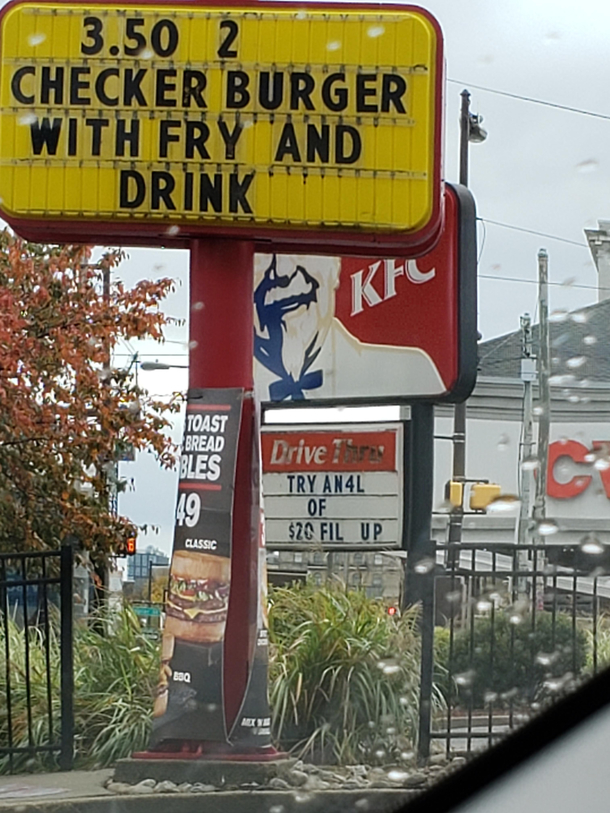 3.50 2
CHECKER BURGER
WITH FRY AND
DRINK
KFC
Drive Thru
TRY AN4L
OF
$20 FIL UP
TOAST
BREAD
BLES
49
CLASSIC
BBQ
CV